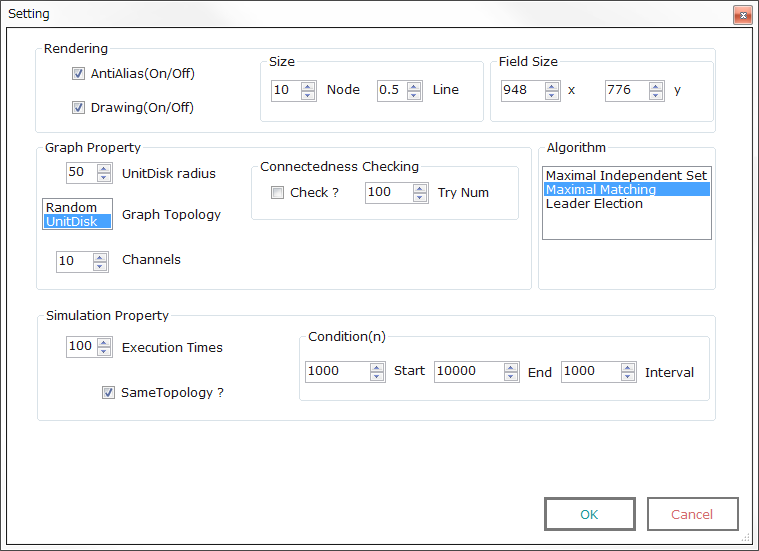 Setting
Rendering
AntiAlias(On/Off)
Drawing(On/Off)
Size
10 Node 0.5 Line
Field Size
948 x 776 y
Graph Property
50 UnitDisk radius
Random
UnitDisk
Graph Topology
10 Channels
Connectedness Checking
Check ? 100 Try Num
Algorithm
Maximal Independent Set
Maximal Matching
Leader Election
Simulation Property
100 Execution Times
SameTopology ?
Condition(n)
1000 Start 10000 End 1000 Interval
OK Cancel